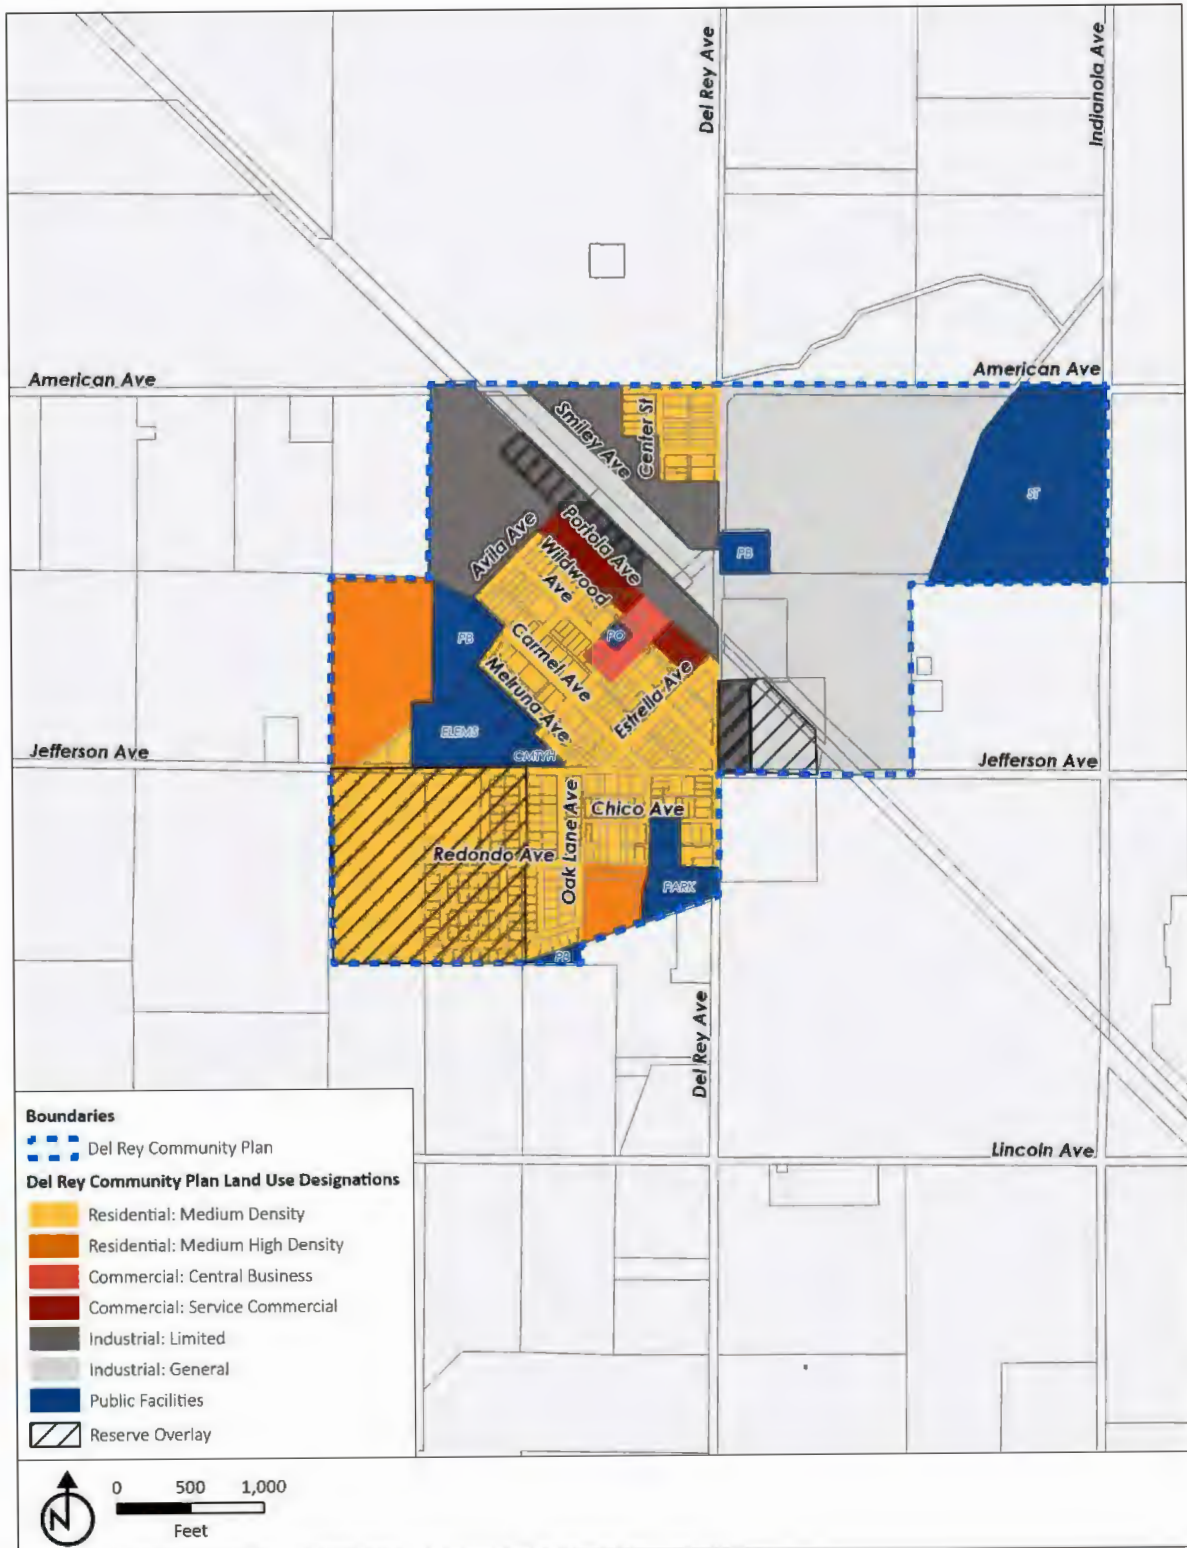 Del Rey Ave
Indianola Ave
American Ave
American Ave
Smiley Ave
Center St
ST
Portola Ave
Avila Ave
Wildwood
Ave
PB
PO
PB
Carmel Ave
Estrella Ave
ELEMS
CMTYH
Jefferson Ave
Jefferson Ave
Chico Ave
Oak Lane Ave
Redondo Ave
PARK
PB
Del Rey Ave
Lincoln Ave
Boundaries
Del Rey Community Plan
Del Rey Community Plan Land Use Designations
Residential: Medium Density
Residential: Medium High Density
Commercial: Central Business
Commercial: Service Commercial
Industrial: Limited
Industrial: General
Public Facilities
Reserve Overlay
N
0 500 1,000
Feet